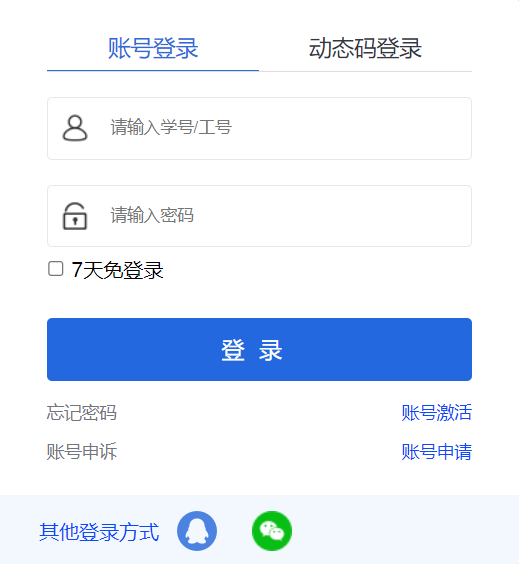 账号登录 动态码登录
请输入学号/工号
请输入密码
7天免登录
登 录
忘记密码 账号激活
账号申诉 账号申请
其他登录方式